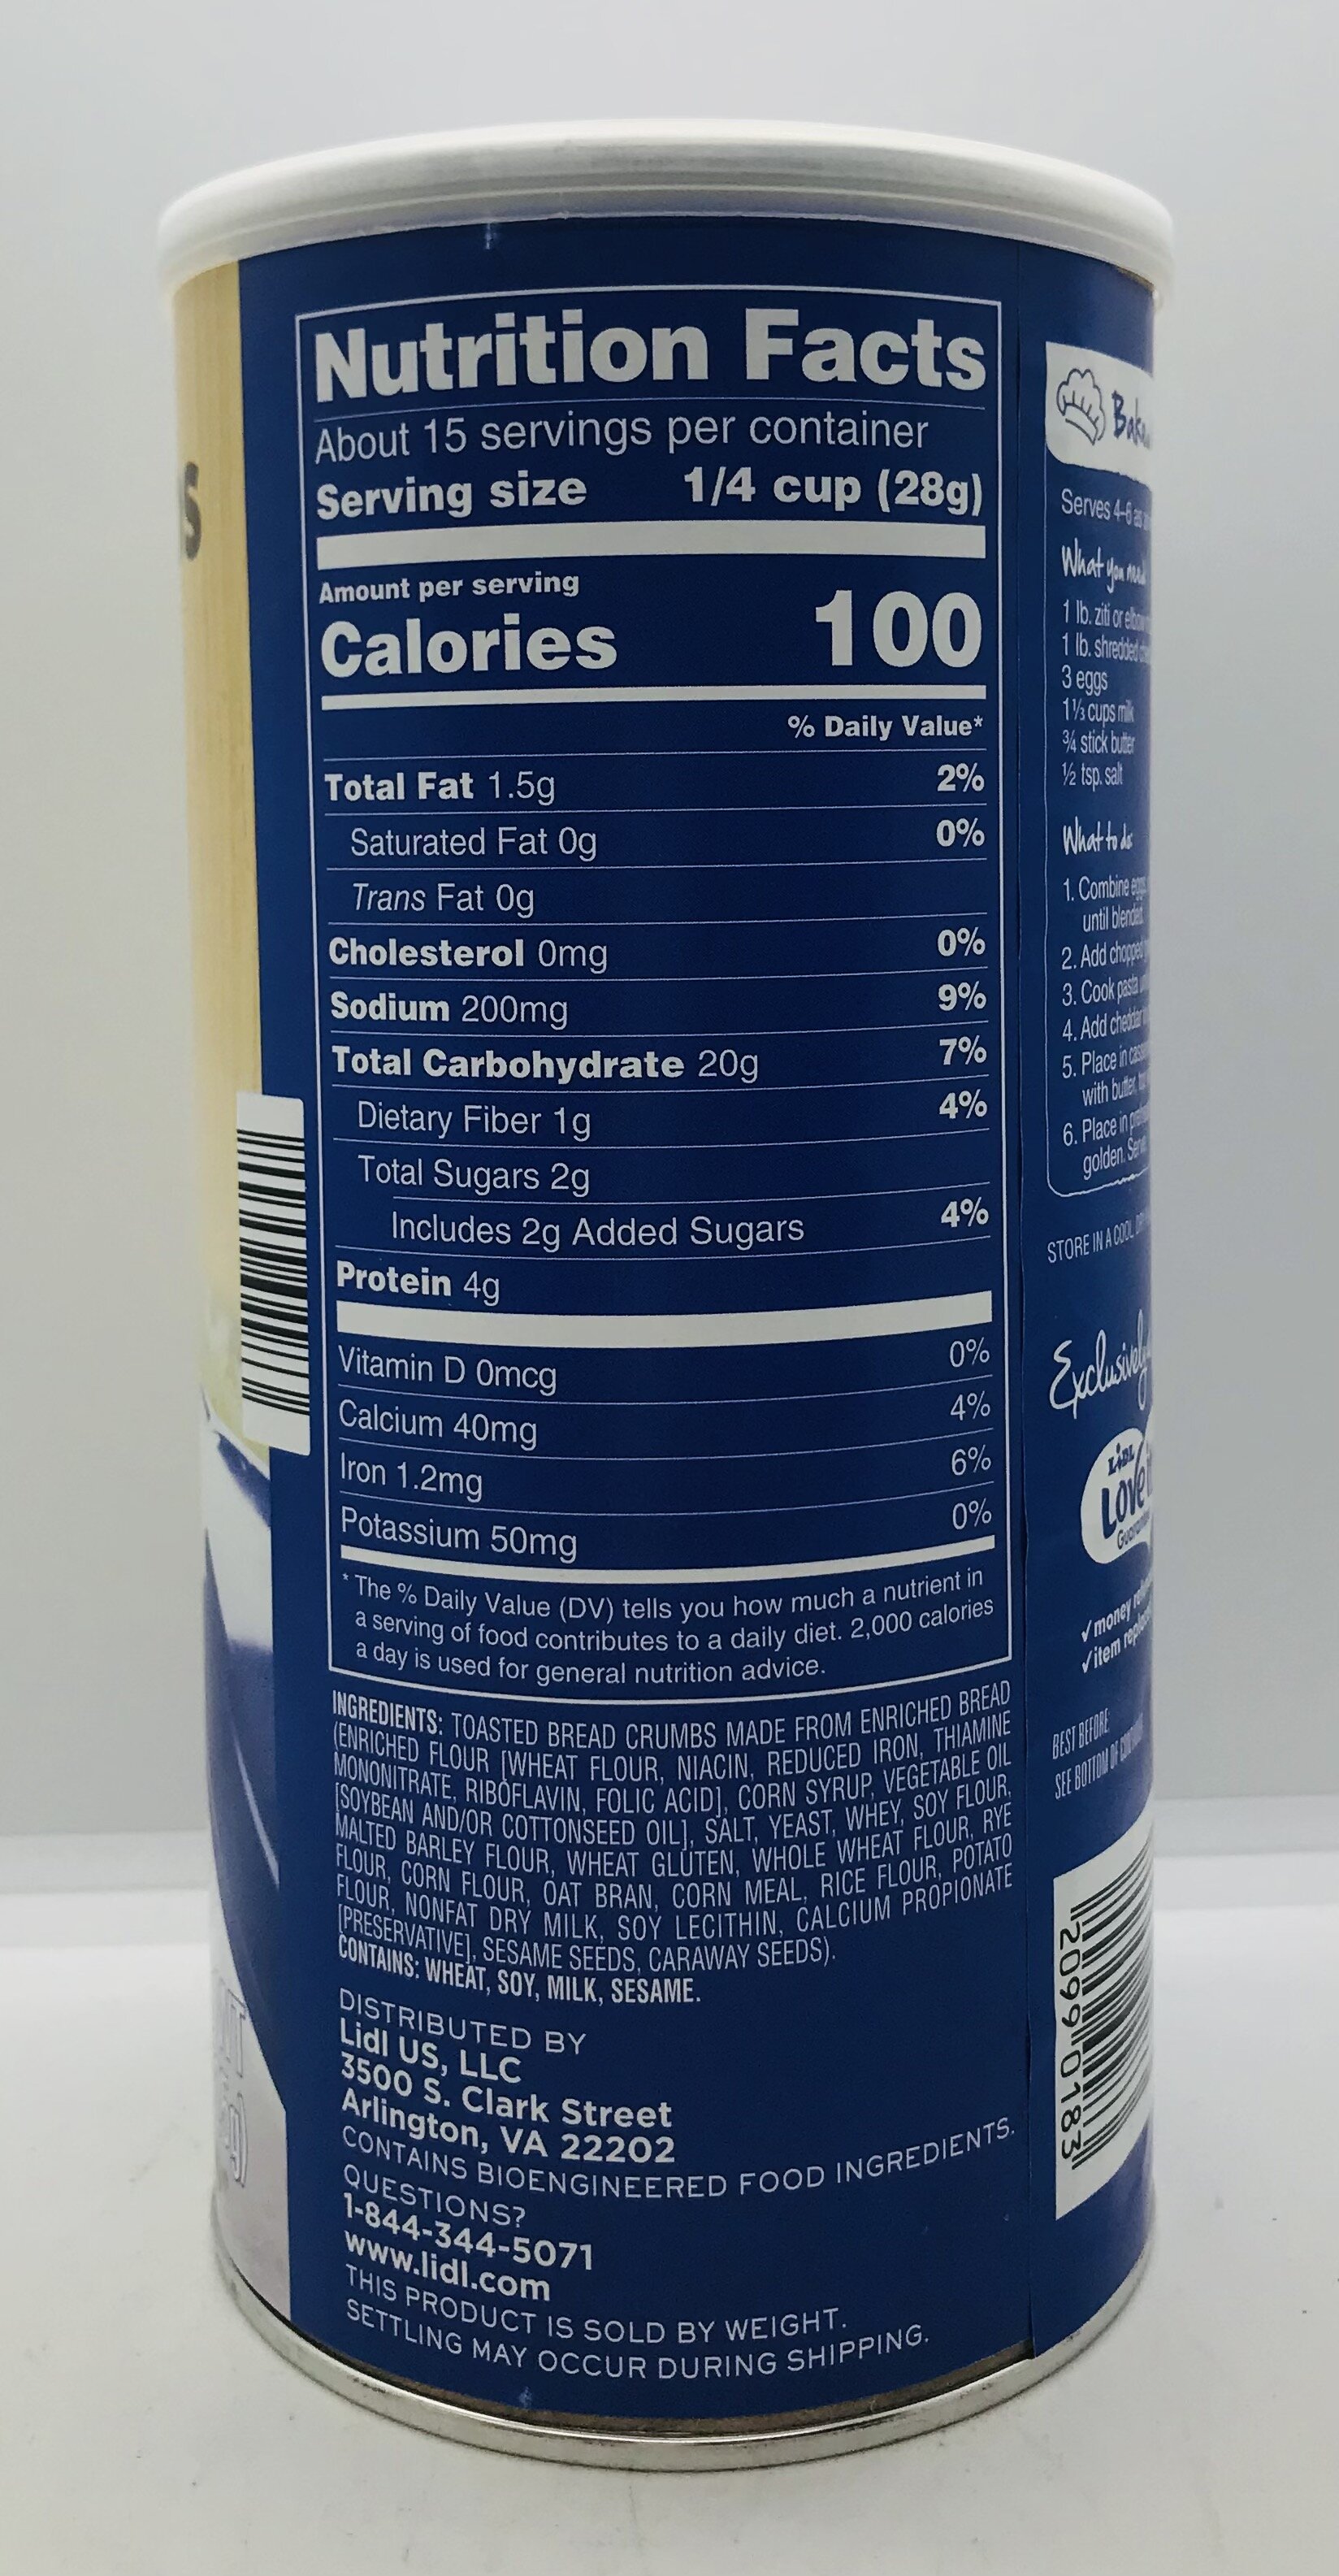 S
Nutrition Facts
About 15 servings per container
Serving size 1/4 cup (28g)
Amount per serving
Calories 100
% Daily Value*
Total Fat 1.5g 2%
Saturated Fat 0g 0%
Trans Fat 0g
Cholesterol 0mg 0%
Sodium 200mg 9%
Total Carbohydrate 20g 7%
Dietary Fiber 1g 4%
Total Sugars 2g
Includes 2g Added Sugars 4%
Protein 4g
Vitamin D 0mcg 0%
Calcium 40mg 4%
Iron 1.2mg 6%
Potassium 50mg 0%
* The % Daily Value (DV) tells you how much a nutrient in
a serving of food contributes to a daily diet. 2,000 calories
a day is used for general nutrition advice.
INGREDIENTS: TOASTED BREAD CRUMBS MADE FROM ENRICHED BREAD
(ENRICHED FLOUR [WHEAT FLOUR, NIACIN, REDUCED IRON, THIAMINE
MONONITRATE, RIBOFLAVIN, FOLIC ACID], CORN SYRUP, VEGETABLE OIL
[SOYBEAN AND/OR COTTONSEED OIL], SALT, YEAST, WHEY, SOY FLOUR,
MALTED BARLEY FLOUR, WHEAT GLUTEN, WHOLE WHEAT FLOUR, RYE
FLOUR, CORN FLOUR, OAT BRAN, CORN MEAL, RICE FLOUR, POTATO
FLOUR, NONFAT DRY MILK, SOY LECITHIN, CALCIUM PROPIONATE
[PRESERVATIVE], SESAME SEEDS, CARAWAY SEEDS).
CONTAINS: WHEAT, SOY, MILK, SESAME.
DISTRIBUTED BY
Lidl US, LLC
3500 S. Clark Street
Arlington, VA 22202
CONTAINS BIOENGINEERED FOOD INGREDIENTS.
QUESTIONS?
1-844-344-5071
www.lidl.com
THIS PRODUCT IS SOLD BY WEIGHT.
SETTLING MAY OCCUR DURING SHIPPING.
Serves 4-6 as
What you need
1 lb. ziti or elbow
1 lb. shredded
3 eggs
1⅓ cups milk
¾ stick butter
½ tsp. salt
What to do:
1. Combine eggs
until blended
2. Add chopped
3. Cook pasta
4. Add cheddar
5. Place in
with butter,
6. Place in
golden.
STORE IN A COOL
Exclusively
LiDL
LOVE it
✓ money
✓ item
BEST BEFORE:
SEE BOTTOM OF
2099 0183